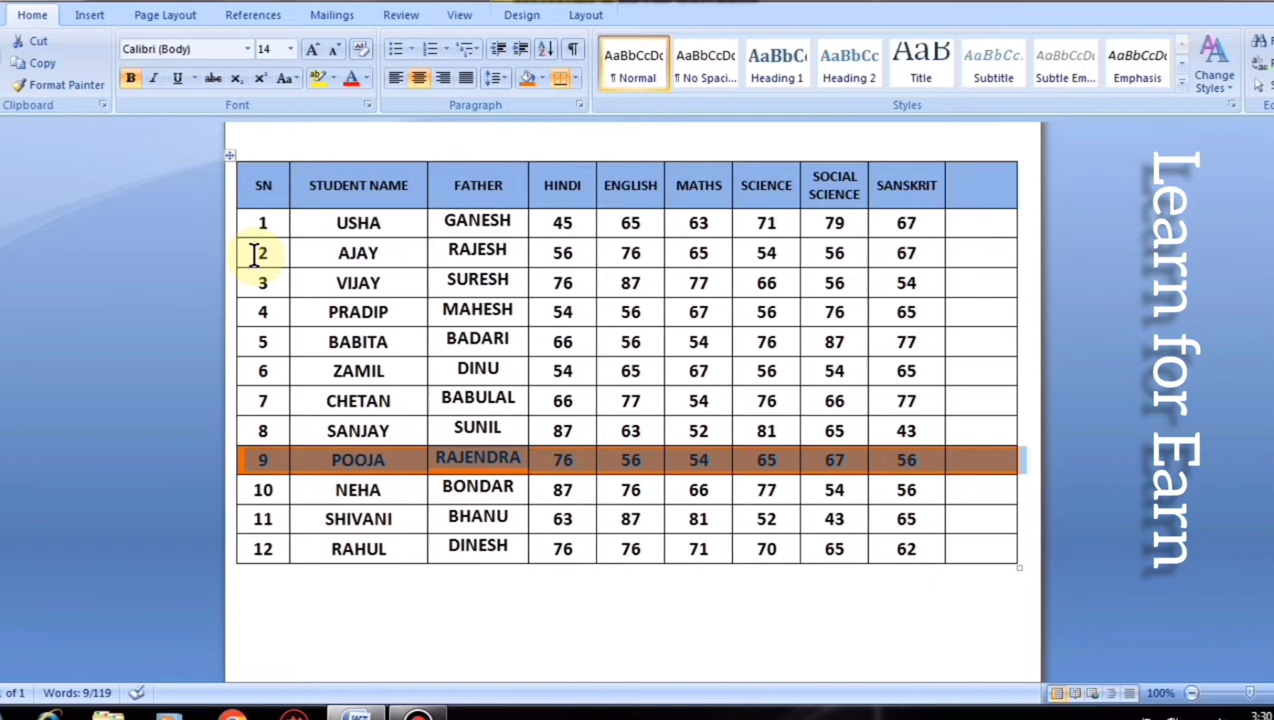 Home Insert Page Layout References Mailings Review View Design Layout
Cut
Copy
Format Painter
Clipboard
Calibri (Body) 14
Font
Paragraph
AaBbCcDc AaBbCcDc AaBbC AaBbCc AaB AaBbCc. AaBbCcDc AaBbCcDc
¶ Normal ¶ No Spaci... Heading 1 Heading 2 Title Subtitle Subtle Em... Emphasis
Change
Styles
Styles
SN STUDENT NAME FATHER HINDI ENGLISH MATHS SCIENCE SOCIAL SCIENCE SANSKRIT
1 USHA GANESH 45 65 63 71 79 67
2 AJAY RAJESH 56 76 65 54 56 67
3 VIJAY SURESH 76 87 77 66 56 54
4 PRADIP MAHESH 54 56 67 56 76 65
5 BABITA BADARI 66 56 54 76 87 77
6 ZAMIL DINU 54 65 67 56 54 65
7 CHETAN BABULAL 66 77 54 76 66 77
8 SANJAY SUNIL 87 63 52 81 65 43
9 POOJA RAJENDRA 76 56 54 65 67 56
10 NEHA BONDAR 87 76 66 77 54 56
11 SHIVANI BHANU 63 87 81 52 43 65
12 RAHUL DINESH 76 76 71 70 65 62
Learn for Earn
of 1 Words: 9/119 100%
3:30